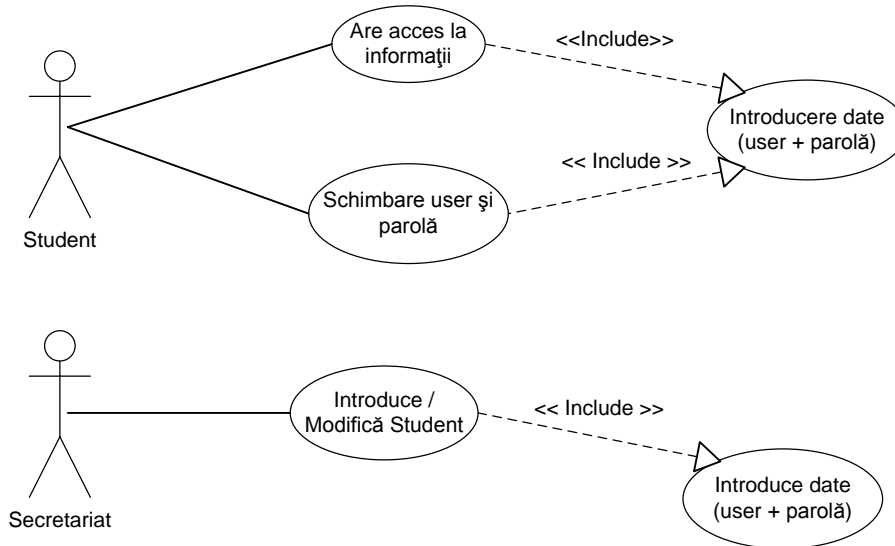 Are acces la
informaţii
<<Include>>
Introducere date
(user + parolă)
<< Include >>
Schimbare user şi
parolă
Student
Introduce /
Modifică Student
<< Include >>
Introduce date
(user + parolă)
Secretariat